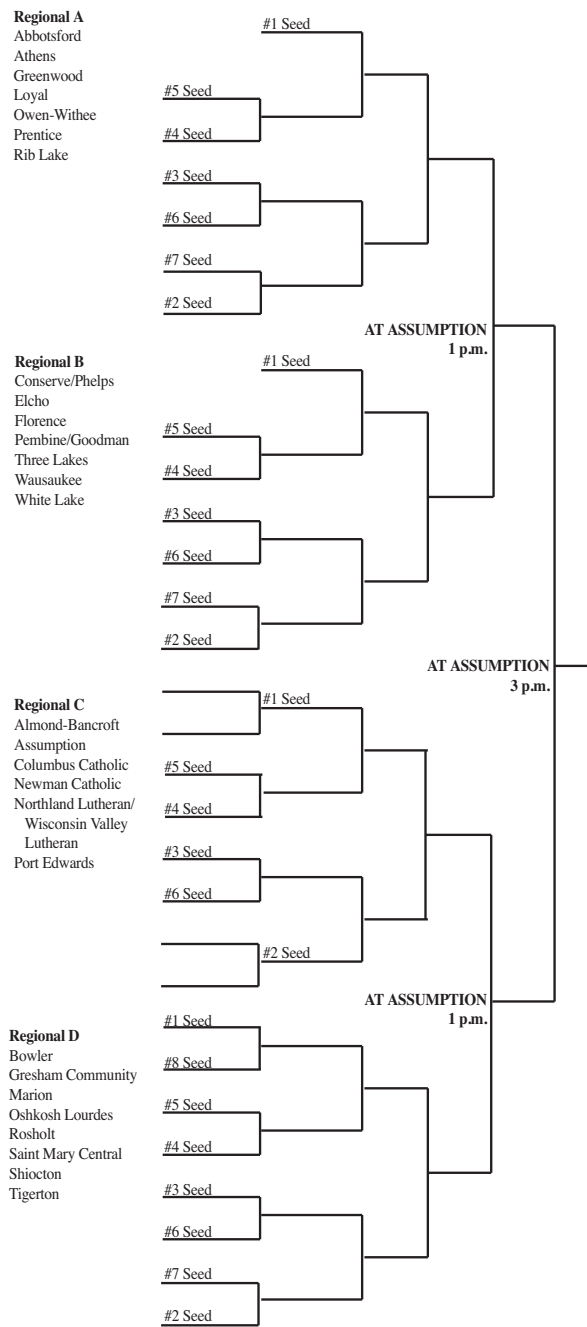 Regional A
Abbotsford
Athens
Greenwood
Loyal
Owen-Withee
Prentice
Rib Lake
#1 Seed
#5 Seed
#4 Seed
#3 Seed
#6 Seed
#7 Seed
#2 Seed
AT ASSUMPTION
1 p.m.
Regional B
Conserve/Phelps
Elcho
Florence
Pembine/Goodman
Three Lakes
Wausaukee
White Lake
#1 Seed
#5 Seed
#4 Seed
#3 Seed
#6 Seed
#7 Seed
#2 Seed
AT ASSUMPTION
3 p.m.
Regional C
Almond-Bancroft
Assumption
Columbus Catholic
Newman Catholic
Northland Lutheran/
Wisconsin Valley
Lutheran
Port Edwards
#1 Seed
#5 Seed
#4 Seed
#3 Seed
#6 Seed
#2 Seed
AT ASSUMPTION
1 p.m.
Regional D
Bowler
Gresham Community
Marion
Oshkosh Lourdes
Rosholt
Saint Mary Central
Shiocton
Tigerton
#1 Seed
#8 Seed
#5 Seed
#4 Seed
#3 Seed
#6 Seed
#7 Seed
#2 Seed